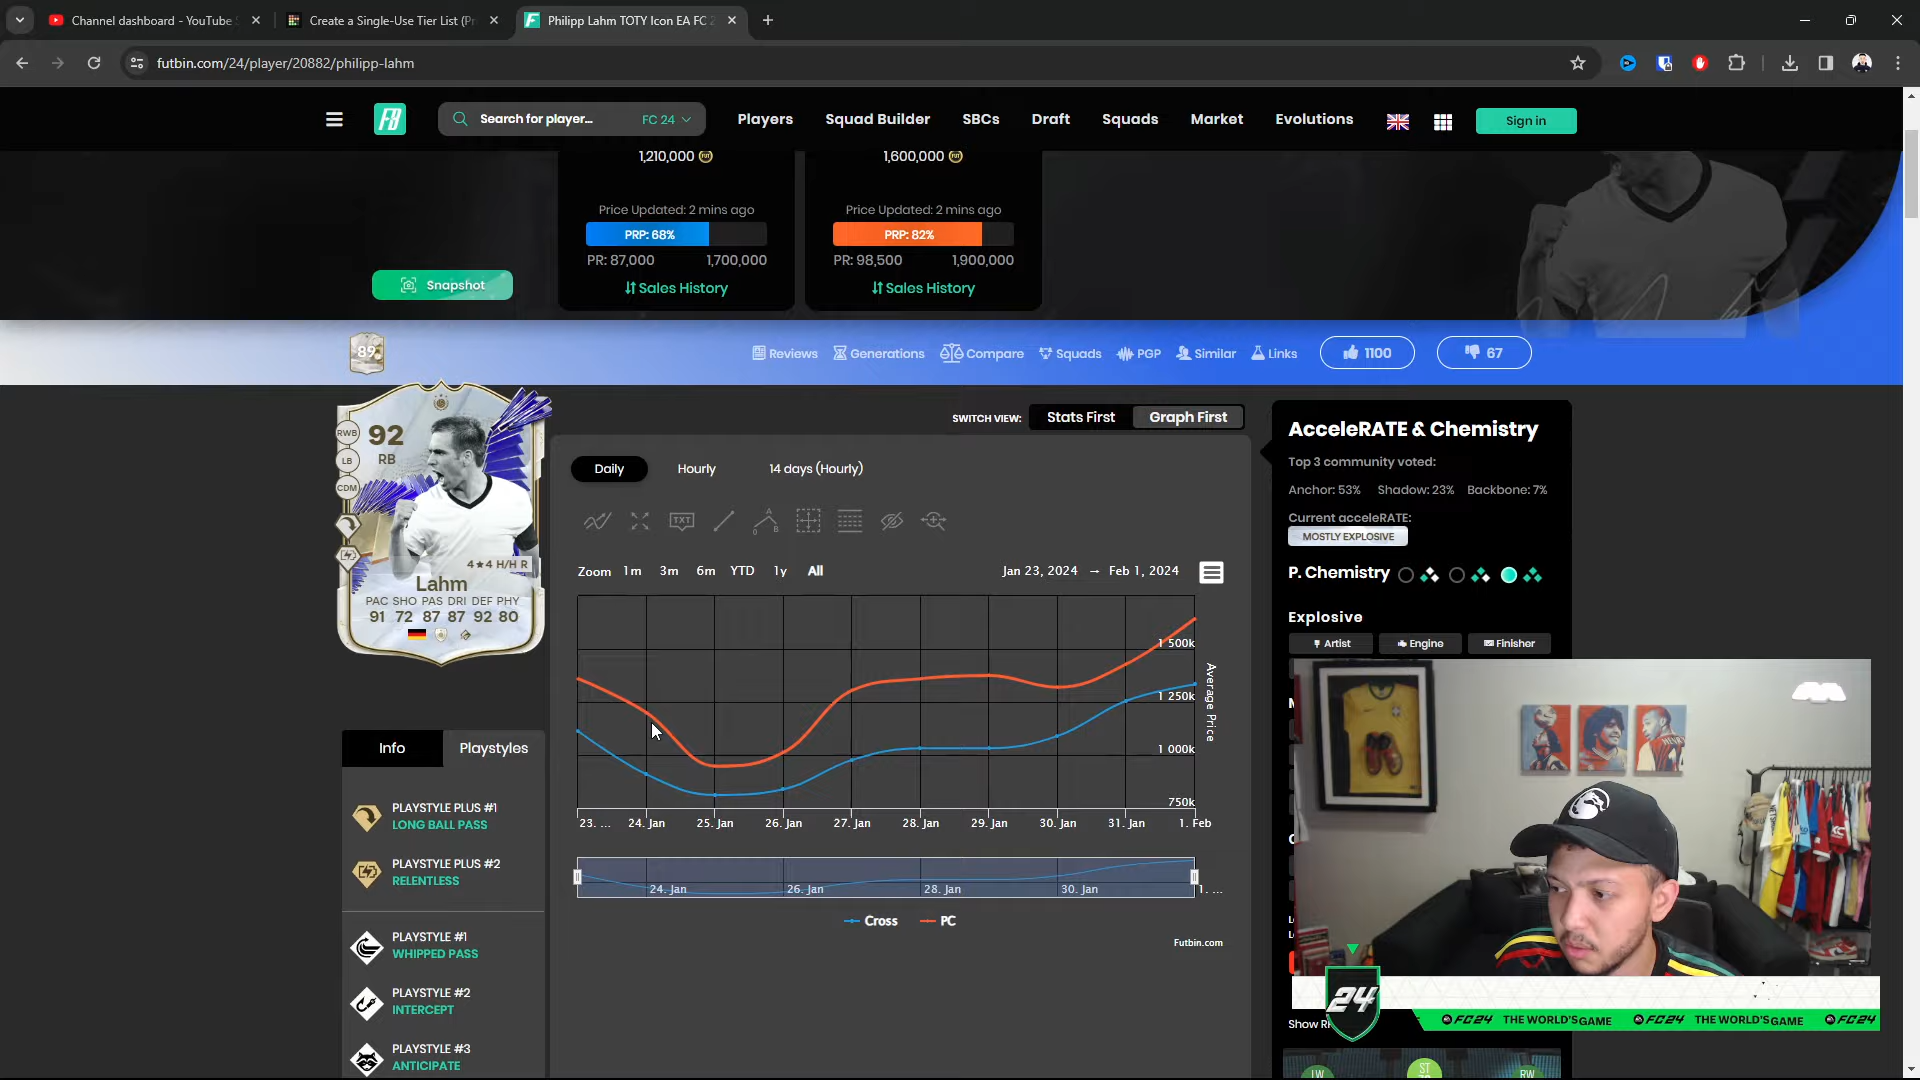 Channel dashboard - YouTube
Create a Single-Use Tier List (Pr
Philipp Lahm TOTY Icon EA FC 2
futbin.com/24/player/20882/philipp-lahm
FB
Search for player...
FC 24
Players
Squad Builder
SBCs
Draft
Squads
Market
Evolutions
Sign in
1,210,000
1,600,000
Price Updated: 2 mins ago
Price Updated: 2 mins ago
PRP: 68%
PRP: 82%
PR: 87,000 1,700,000
PR: 98,500 1,900,000
Sales History
Sales History
Snapshot
89
Reviews
Generations
Compare
Squads
PGP
Similar
Links
1100
67
SWITCH VIEW:
Stats First
Graph First
RWB
LB
CDM
92
RB
4★4 H/H R
Lahm
PAC SHO PAS DRI DEF PHY
91 72 87 87 92 80
Daily
Hourly
14 days (Hourly)
TXT
Zoom 1m 3m 6m YTD 1y All
Jan 23, 2024 → Feb 1, 2024
1 500k
1 250k
1 000k
750k
Average Price
23. ... 24. Jan 25. Jan 26. Jan 27. Jan 28. Jan 29. Jan 30. Jan 31. Jan 1. Feb
24. Jan 26. Jan 28. Jan 30. Jan 1. ...
Cross PC
Futbin.com
Info
Playstyles
PLAYSTYLE PLUS #1
LONG BALL PASS
PLAYSTYLE PLUS #2
RELENTLESS
PLAYSTYLE #1
WHIPPED PASS
PLAYSTYLE #2
INTERCEPT
PLAYSTYLE #3
ANTICIPATE
AcceleRATE & Chemistry
Top 3 community voted:
Anchor: 53% Shadow: 23% Backbone: 7%
Current acceleRATE:
MOSTLY EXPLOSIVE
P. Chemistry
Explosive
Artist
Engine
Finisher
HENRY
24
FC24 THE WORLD'S GAME FC24 THE WORLD'S GAME FC24
Show R
LW
ST
RW